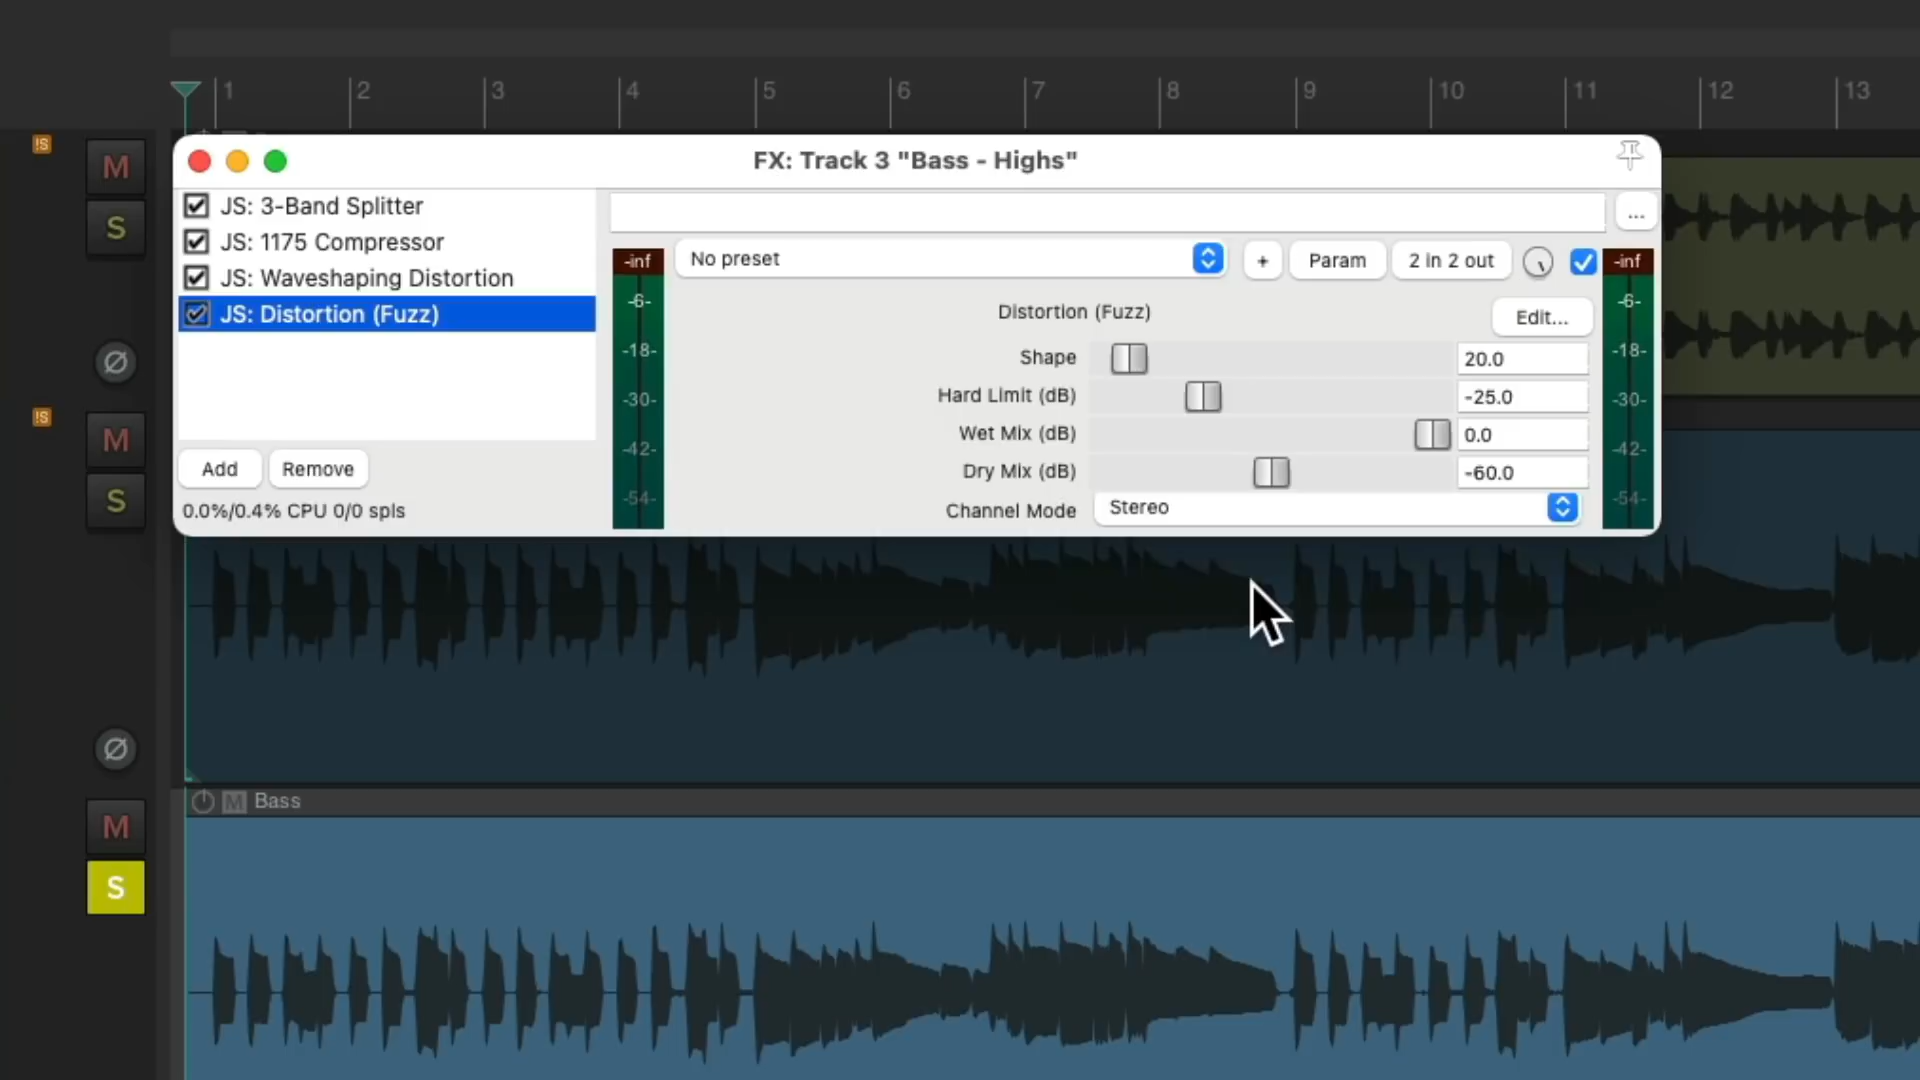 1 2 3 4 5 6 7 8 9 10 11 12 13
!S
M
S
Ø
!S
M
S
Ø
M
S
FX: Track 3 "Bass - Highs"
JS: 3-Band Splitter
JS: 1175 Compressor
JS: Waveshaping Distortion
JS: Distortion (Fuzz)
Add Remove
0.0%/0.4% CPU 0/0 spls
...
No preset + Param 2 in 2 out
-inf
-6-
-18-
-30-
-42-
-54-
Distortion (Fuzz) Edit...
Shape 20.0
Hard Limit (dB) -25.0
Wet Mix (dB) 0.0
Dry Mix (dB) -60.0
Channel Mode Stereo
-inf
-6-
-18-
-30-
-42-
-54-
M Bass